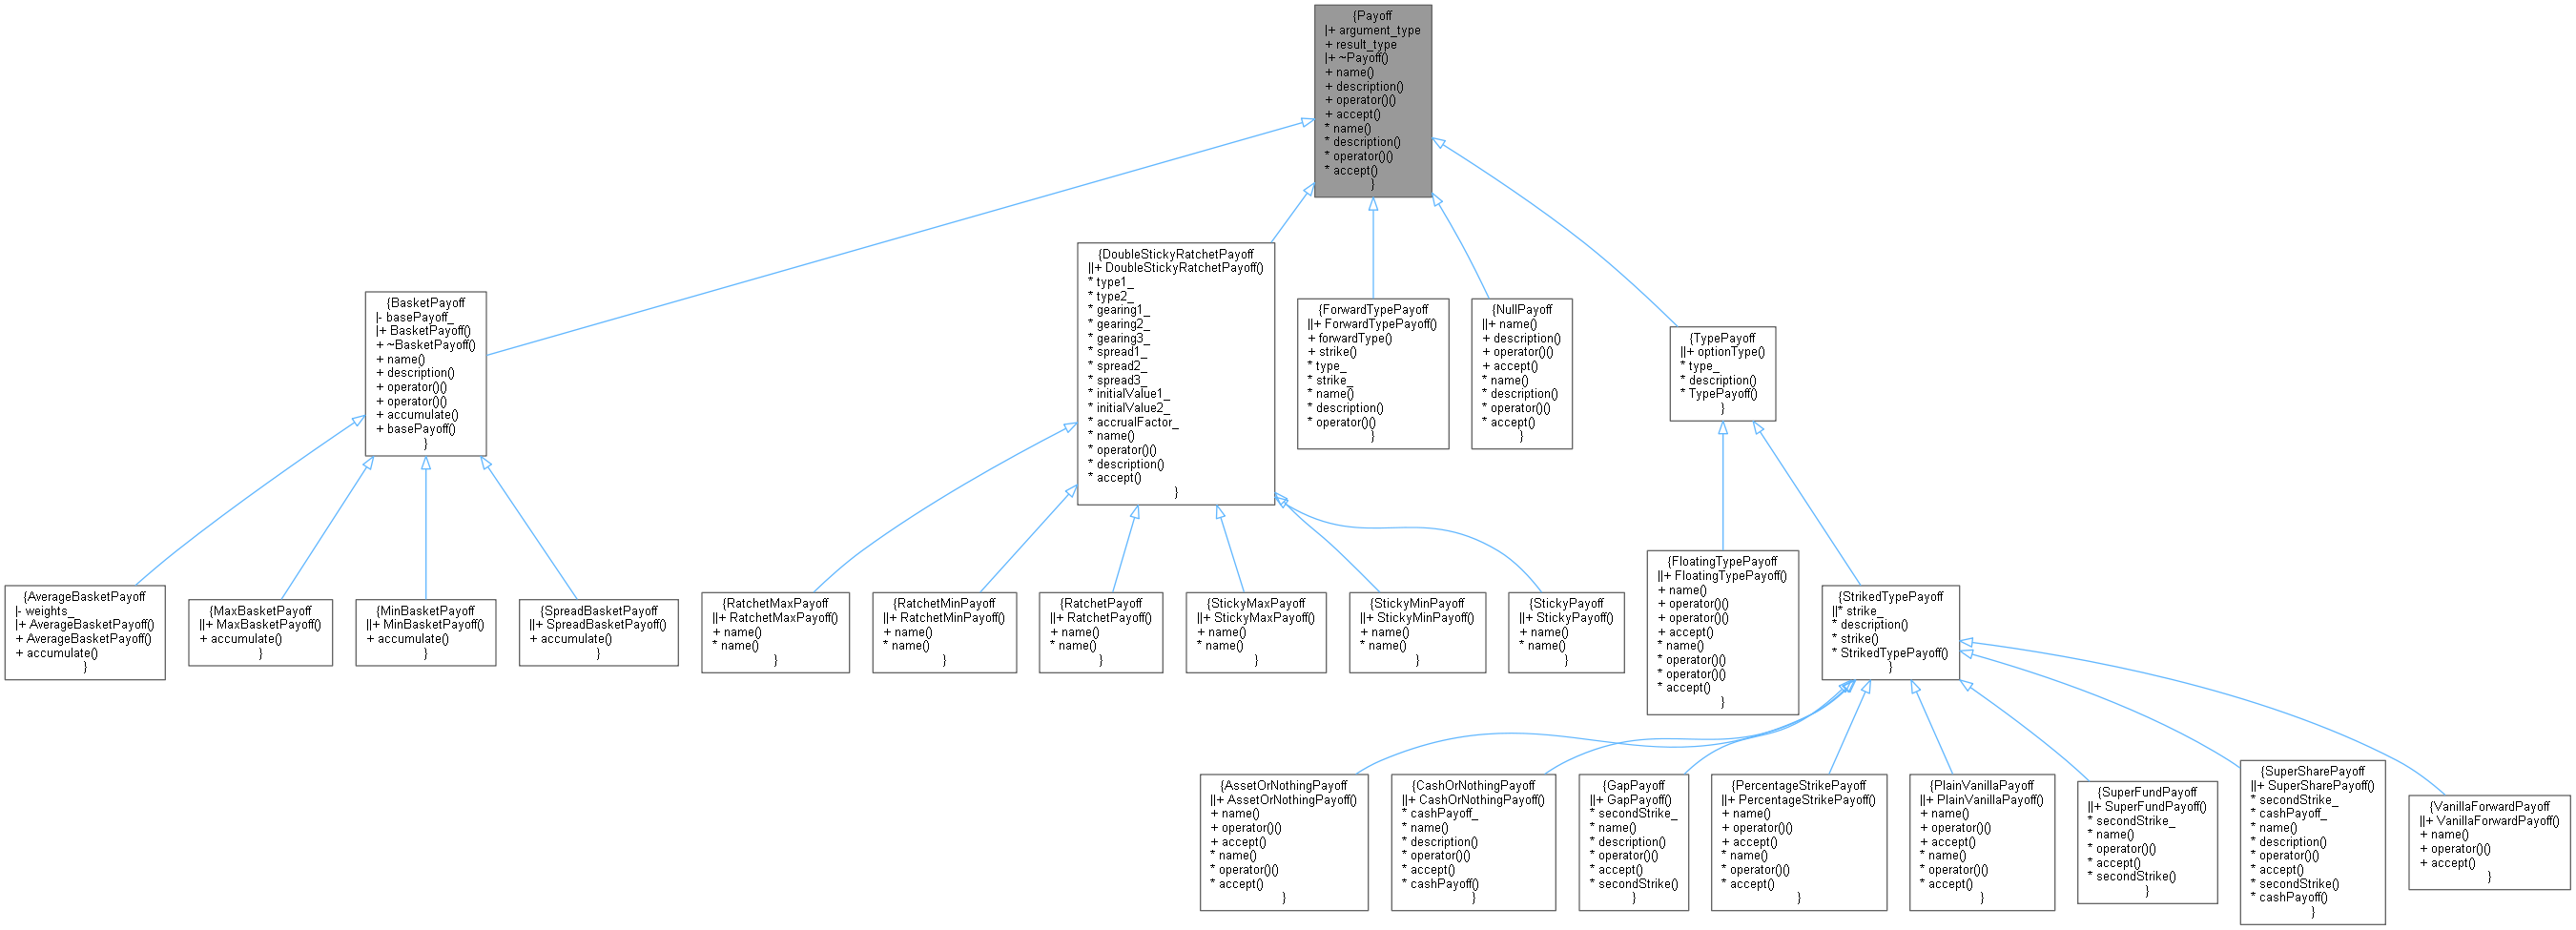 {Payoff
|+ argument_type
+ result_type
|+ ~Payoff()
+ name()
+ description()
+ operator()()
+ accept()
* name()
* description()
* operator()()
* accept()
}
{BasketPayoff
|- basePayoff_
|+ BasketPayoff()
+ ~BasketPayoff()
+ name()
+ description()
+ operator()()
+ operator()()
+ accumulate()
+ basePayoff()
}
{DoubleStickyRatchetPayoff
||+ DoubleStickyRatchetPayoff()
* type1_
* type2_
* gearing1_
* gearing2_
* gearing3_
* spread1_
* spread2_
* spread3_
* initialValue1_
* initialValue2_
* accrualFactor_
* name()
* operator()()
* description()
* accept()
}
{ForwardTypePayoff
||+ ForwardTypePayoff()
+ forwardType()
+ strike()
* type_
* strike_
* name()
* description()
* operator()()
}
{NullPayoff
||+ name()
+ description()
+ operator()()
+ accept()
* name()
* description()
* operator()()
* accept()
}
{TypePayoff
||+ optionType()
* type_
* description()
* TypePayoff()
}
{AverageBasketPayoff
|- weights_
|+ AverageBasketPayoff()
+ AverageBasketPayoff()
+ accumulate()
}
{MaxBasketPayoff
||+ MaxBasketPayoff()
+ accumulate()
}
{MinBasketPayoff
||+ MinBasketPayoff()
+ accumulate()
}
{SpreadBasketPayoff
||+ SpreadBasketPayoff()
+ accumulate()
}
{RatchetMaxPayoff
||+ RatchetMaxPayoff()
+ name()
* name()
}
{RatchetMinPayoff
||+ RatchetMinPayoff()
+ name()
* name()
}
{RatchetPayoff
||+ RatchetPayoff()
+ name()
* name()
}
{StickyMaxPayoff
||+ StickyMaxPayoff()
+ name()
* name()
}
{StickyMinPayoff
||+ StickyMinPayoff()
+ name()
* name()
}
{StickyPayoff
||+ StickyPayoff()
+ name()
* name()
}
{FloatingTypePayoff
||+ FloatingTypePayoff()
+ name()
+ operator()()
+ operator()()
+ accept()
* name()
* operator()()
* operator()()
* accept()
}
{StrikedTypePayoff
||* strike_
* description()
* strike()
* StrikedTypePayoff()
}
{AssetOrNothingPayoff
||+ AssetOrNothingPayoff()
+ name()
+ operator()()
+ accept()
* name()
* operator()()
* accept()
}
{CashOrNothingPayoff
||+ CashOrNothingPayoff()
* cashPayoff_
* name()
* description()
* operator()()
* accept()
* cashPayoff()
}
{GapPayoff
||+ GapPayoff()
* secondStrike_
* name()
* description()
* operator()()
* accept()
* secondStrike()
}
{PercentageStrikePayoff
||+ PercentageStrikePayoff()
+ name()
+ operator()()
+ accept()
* name()
* operator()()
* accept()
}
{PlainVanillaPayoff
||+ PlainVanillaPayoff()
+ name()
+ operator()()
+ accept()
* name()
* operator()()
* accept()
}
{SuperFundPayoff
||+ SuperFundPayoff()
* secondStrike_
* name()
* operator()()
* accept()
* secondStrike()
}
{SuperSharePayoff
||+ SuperSharePayoff()
* secondStrike_
* cashPayoff_
* name()
* description()
* operator()()
* accept()
* secondStrike()
* cashPayoff()
}
{VanillaForwardPayoff
||+ VanillaForwardPayoff()
+ name()
+ operator()()
+ accept()
}